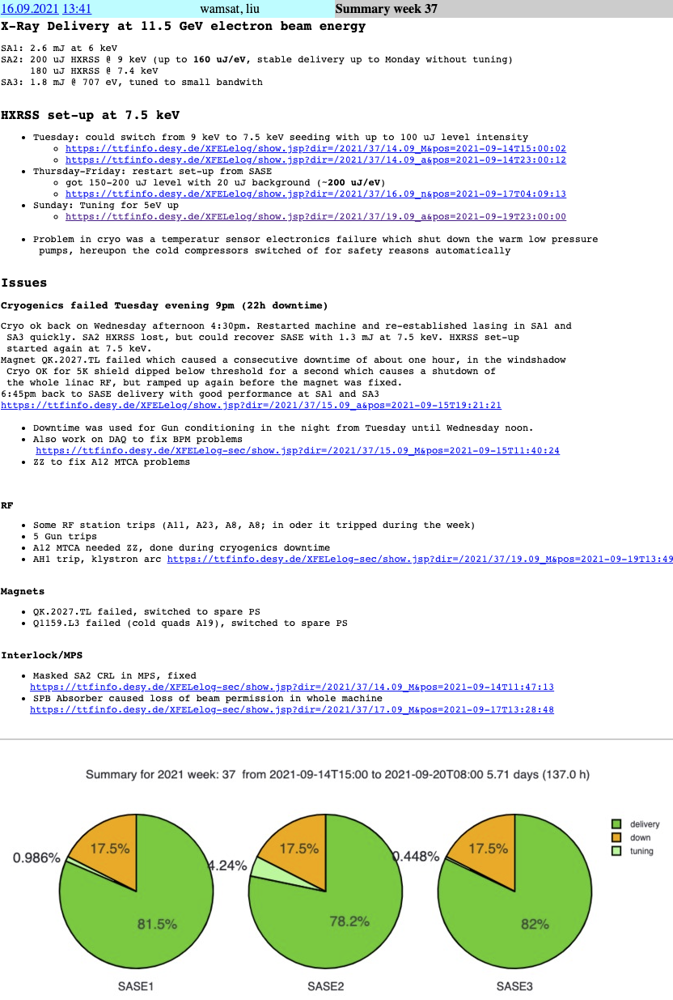 16.09.2021 13:41 wamsat, liu Summary week 37
X-Ray Delivery at 11.5 GeV electron beam energy
SA1: 2.6 mJ at 6 keV
SA2: 200 uJ HXRSS @ 9 keV (up to 160 uJ/eV, stable delivery up to Monday without tuning)
180 uJ HXRSS @ 7.4 keV
SA3: 1.8 mJ @ 707 eV, tuned to small bandwith
HXRSS set-up at 7.5 keV
• Tuesday: could switch from 9 keV to 7.5 keV seeding with up to 100 uJ level intensity
○ https://ttfinfo.desy.de/XFELelog/show.jsp?dir=/2021/37/14.09_M&pos=2021-09-14T15:00:02
○ https://ttfinfo.desy.de/XFELelog/show.jsp?dir=/2021/37/14.09_a&pos=2021-09-14T23:00:12
• Thursday-Friday: restart set-up from SASE
○ got 150-200 uJ level with 20 uJ background (~200 uJ/eV)
○ https://ttfinfo.desy.de/XFELelog/show.jsp?dir=/2021/37/16.09_n&pos=2021-09-17T04:09:13
• Sunday: Tuning for 5eV up
○ https://ttfinfo.desy.de/XFELelog/show.jsp?dir=/2021/37/19.09_a&pos=2021-09-19T23:00:00
• Problem in cryo was a temperatur sensor electronics failure which shut down the warm low pressure
pumps, hereupon the cold compressors switched of for safety reasons automatically
Issues
Cryogenics failed Tuesday evening 9pm (22h downtime)
Cryo ok back on Wednesday afternoon 4:30pm. Restarted machine and re-established lasing in SA1 and
SA3 quickly. SA2 HXRSS lost, but could recover SASE with 1.3 mJ at 7.5 keV. HXRSS set-up
started again at 7.5 keV.
Magnet QK.2027.TL failed which caused a consecutive downtime of about one hour, in the windshadow
Cryo OK for 5K shield dipped below threshold for a second which causes a shutdown of
the whole linac RF, but ramped up again before the magnet was fixed.
6:45pm back to SASE delivery with good performance at SA1 and SA3
https://ttfinfo.desy.de/XFELelog/show.jsp?dir=/2021/37/15.09_a&pos=2021-09-15T19:21:21
• Downtime was used for Gun conditioning in the night from Tuesday until Wednesday noon.
• Also work on DAQ to fix BPM problems
https://ttfinfo.desy.de/XFELelog-sec/show.jsp?dir=/2021/37/15.09_M&pos=2021-09-15T11:40:24
• ZZ to fix A12 MTCA problems
RF
• Some RF station trips (A11, A23, A8, A8; in oder it tripped during the week)
• 5 Gun trips
• A12 MTCA needed ZZ, done during cryogenics downtime
• AH1 trip, klystron arc https://ttfinfo.desy.de/XFELelog-sec/show.jsp?dir=/2021/37/19.09_M&pos=2021-09-19T13:49
Magnets
• QK.2027.TL failed, switched to spare PS
• Q1159.L3 failed (cold quads A19), switched to spare PS
Interlock/MPS
• Masked SA2 CRL in MPS, fixed
https://ttfinfo.desy.de/XFELelog-sec/show.jsp?dir=/2021/37/14.09_M&pos=2021-09-14T11:47:13
• SPB Absorber caused loss of beam permission in whole machine
https://ttfinfo.desy.de/XFELelog-sec/show.jsp?dir=/2021/37/17.09_M&pos=2021-09-17T13:28:48
Summary for 2021 week: 37 from 2021-09-14T15:00 to 2021-09-20T08:00 5.71 days (137.0 h)
0.986% 17.5% 81.5%
SASE1
4.24% 17.5% 78.2%
SASE2
0.448% 17.5% 82%
SASE3
delivery
down
tuning